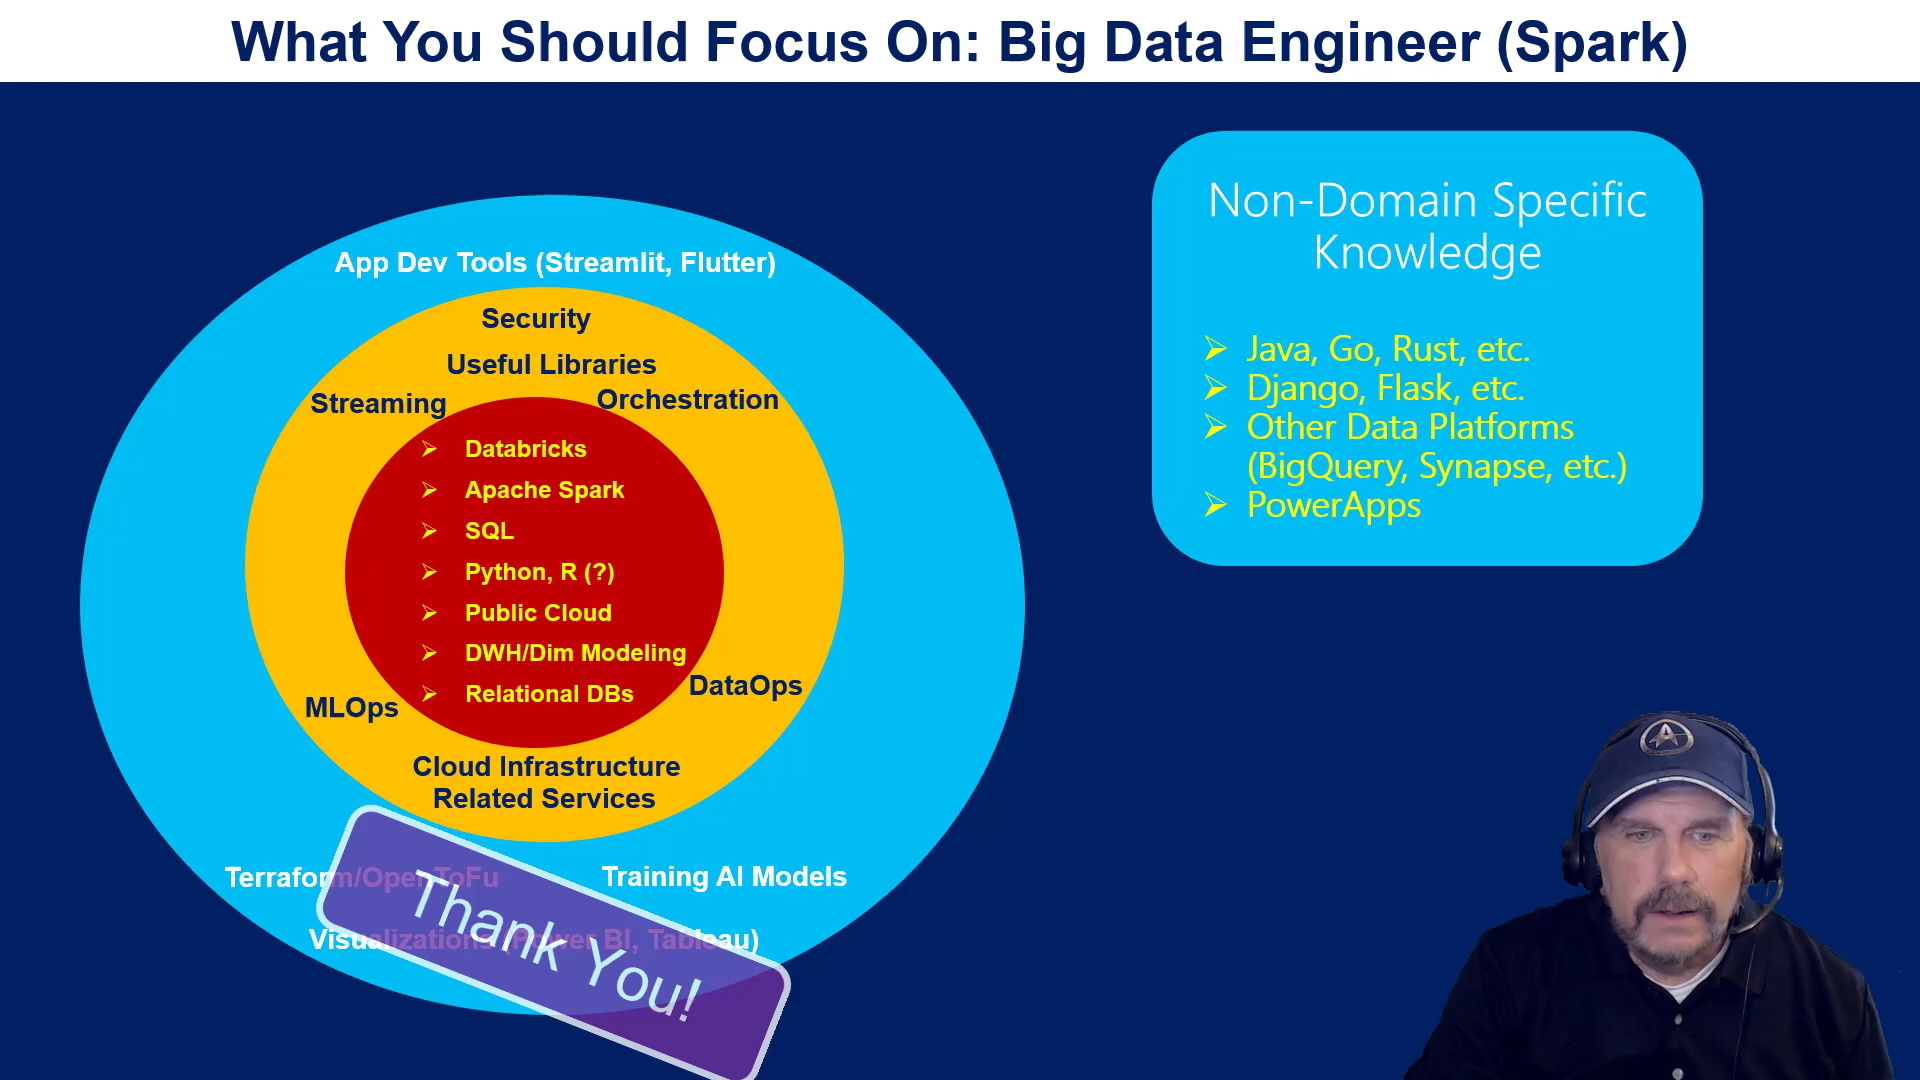 What You Should Focus On: Big Data Engineer (Spark)
Non-Domain Specific
Knowledge
➢ Java, Go, Rust, etc.
➢ Django, Flask, etc.
➢ Other Data Platforms
(BigQuery, Synapse, etc.)
➢ PowerApps
App Dev Tools (Streamlit, Flutter)
Security
Useful Libraries
Streaming
Orchestration
➢ Databricks
➢ Apache Spark
➢ SQL
➢ Python, R (?)
➢ Public Cloud
➢ DWH/Dim Modeling
➢ Relational DBs
DataOps
MLOps
Cloud Infrastructure
Related Services
Terraform/OpenToFu
Training AI Models
Visualizations (Power BI, Tableau)
Thank You!